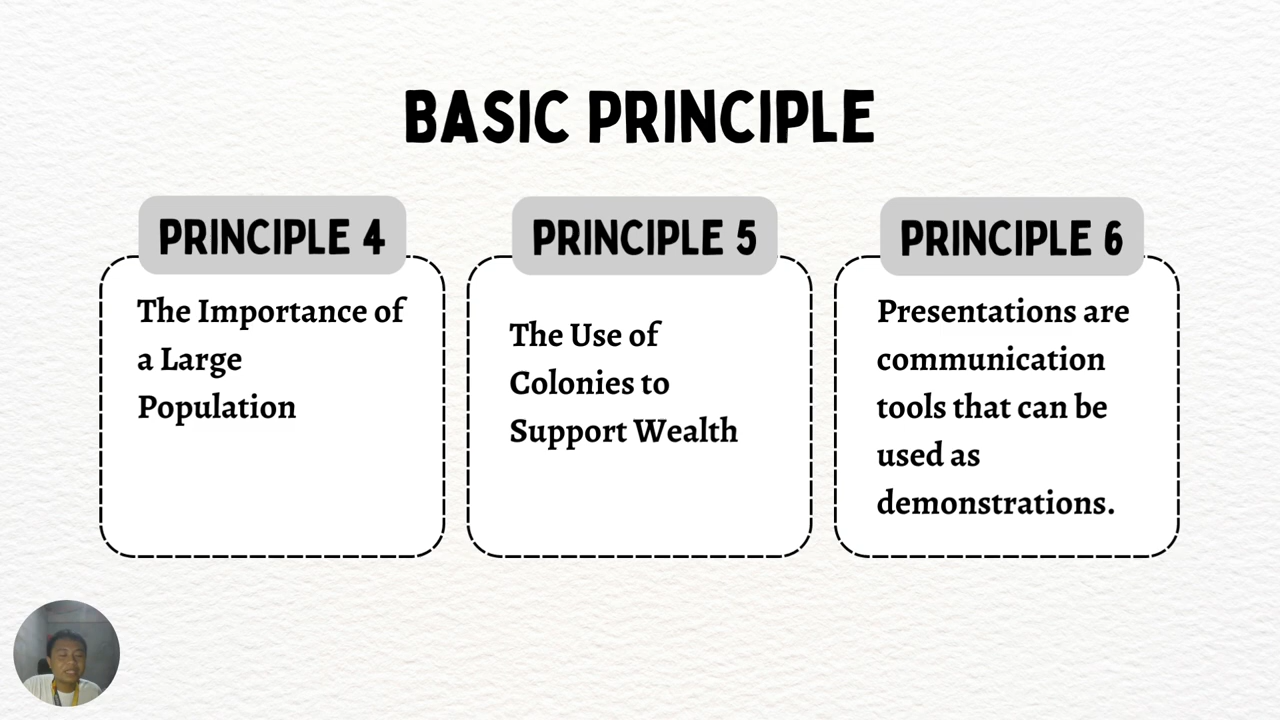 BASIC PRINCIPLE
PRINCIPLE 4
The Importance of
a Large
Population
PRINCIPLE 5
The Use of
Colonies to
Support Wealth
PRINCIPLE 6
Presentations are
communication
tools that can be
used as
demonstrations.